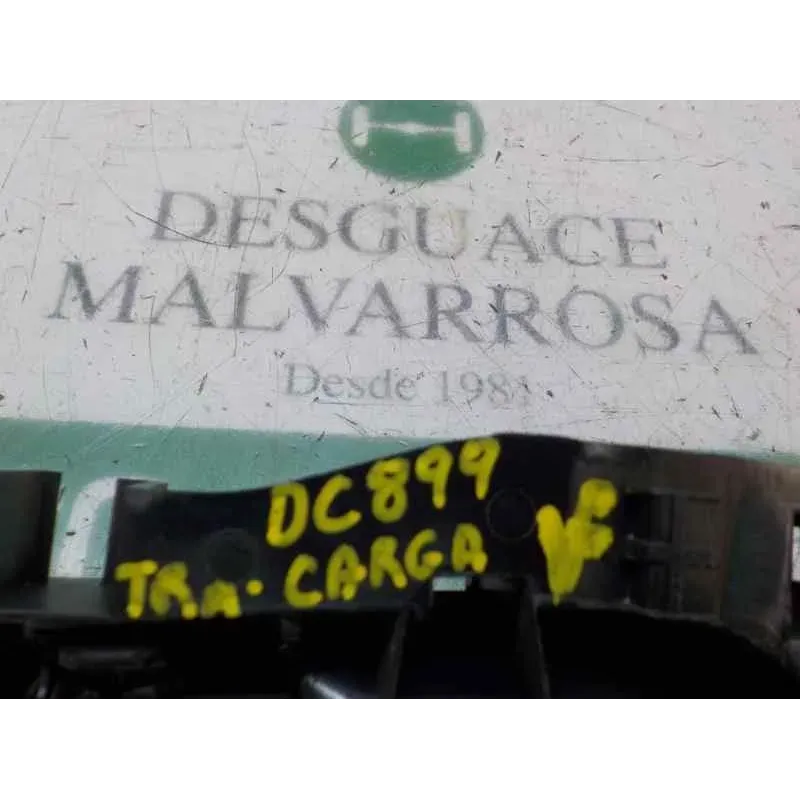 DESGUACE
MALVARROSA
Desde 1981
DC899
TRA. CARGA